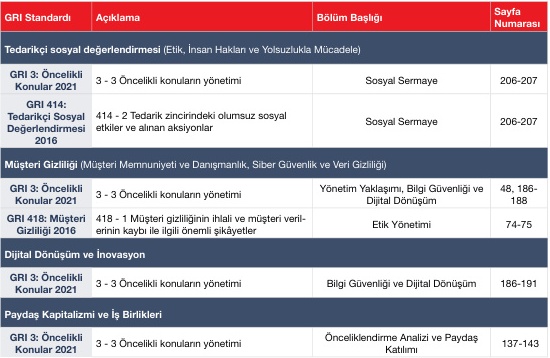 GRI Standardı Açıklama Bölüm Başlığı Sayfa Numarası
Tedarikçi sosyal değerlendirmesi (Etik, İnsan Hakları ve Yolsuzlukla Mücadele)
GRI 3: Öncelikli
Konular 2021
3 - 3 Öncelikli konuların yönetimi
Sosyal Sermaye
206-207
GRI 414:
Tedarikçi Sosyal
Değerlendirmesi
2016
414 - 2 Tedarik zincirindeki olumsuz sosyal
etkiler ve alınan aksiyonlar
Sosyal Sermaye
206-207
Müşteri Gizliliği (Müşteri Memnuniyeti ve Danışmanlık, Siber Güvenlik ve Veri Gizliliği)
GRI 3: Öncelikli
Konular 2021
3 - 3 Öncelikli konuların yönetimi
Yönetim Yaklaşımı, Bilgi Güvenliği ve
Dijital Dönüşüm
48, 186-
188
GRI 418: Müşteri
Gizliliği 2016
418 - 1 Müşteri gizliliğinin ihlali ve müşteri veril-
erinin kaybı ile ilgili önemli şikâyetler
Etik Yönetimi
74-75
Dijital Dönüşüm ve İnovasyon
GRI 3: Öncelikli
Konular 2021
3 - 3 Öncelikli konuların yönetimi
Bilgi Güvenliği ve Dijital Dönüşüm
186-191
Paydaş Kapitalizmi ve İş Birlikleri
GRI 3: Öncelikli
Konular 2021
3 - 3 Öncelikli konuların yönetimi
Önceliklendirme Analizi ve Paydaş
Katılımı
137-143